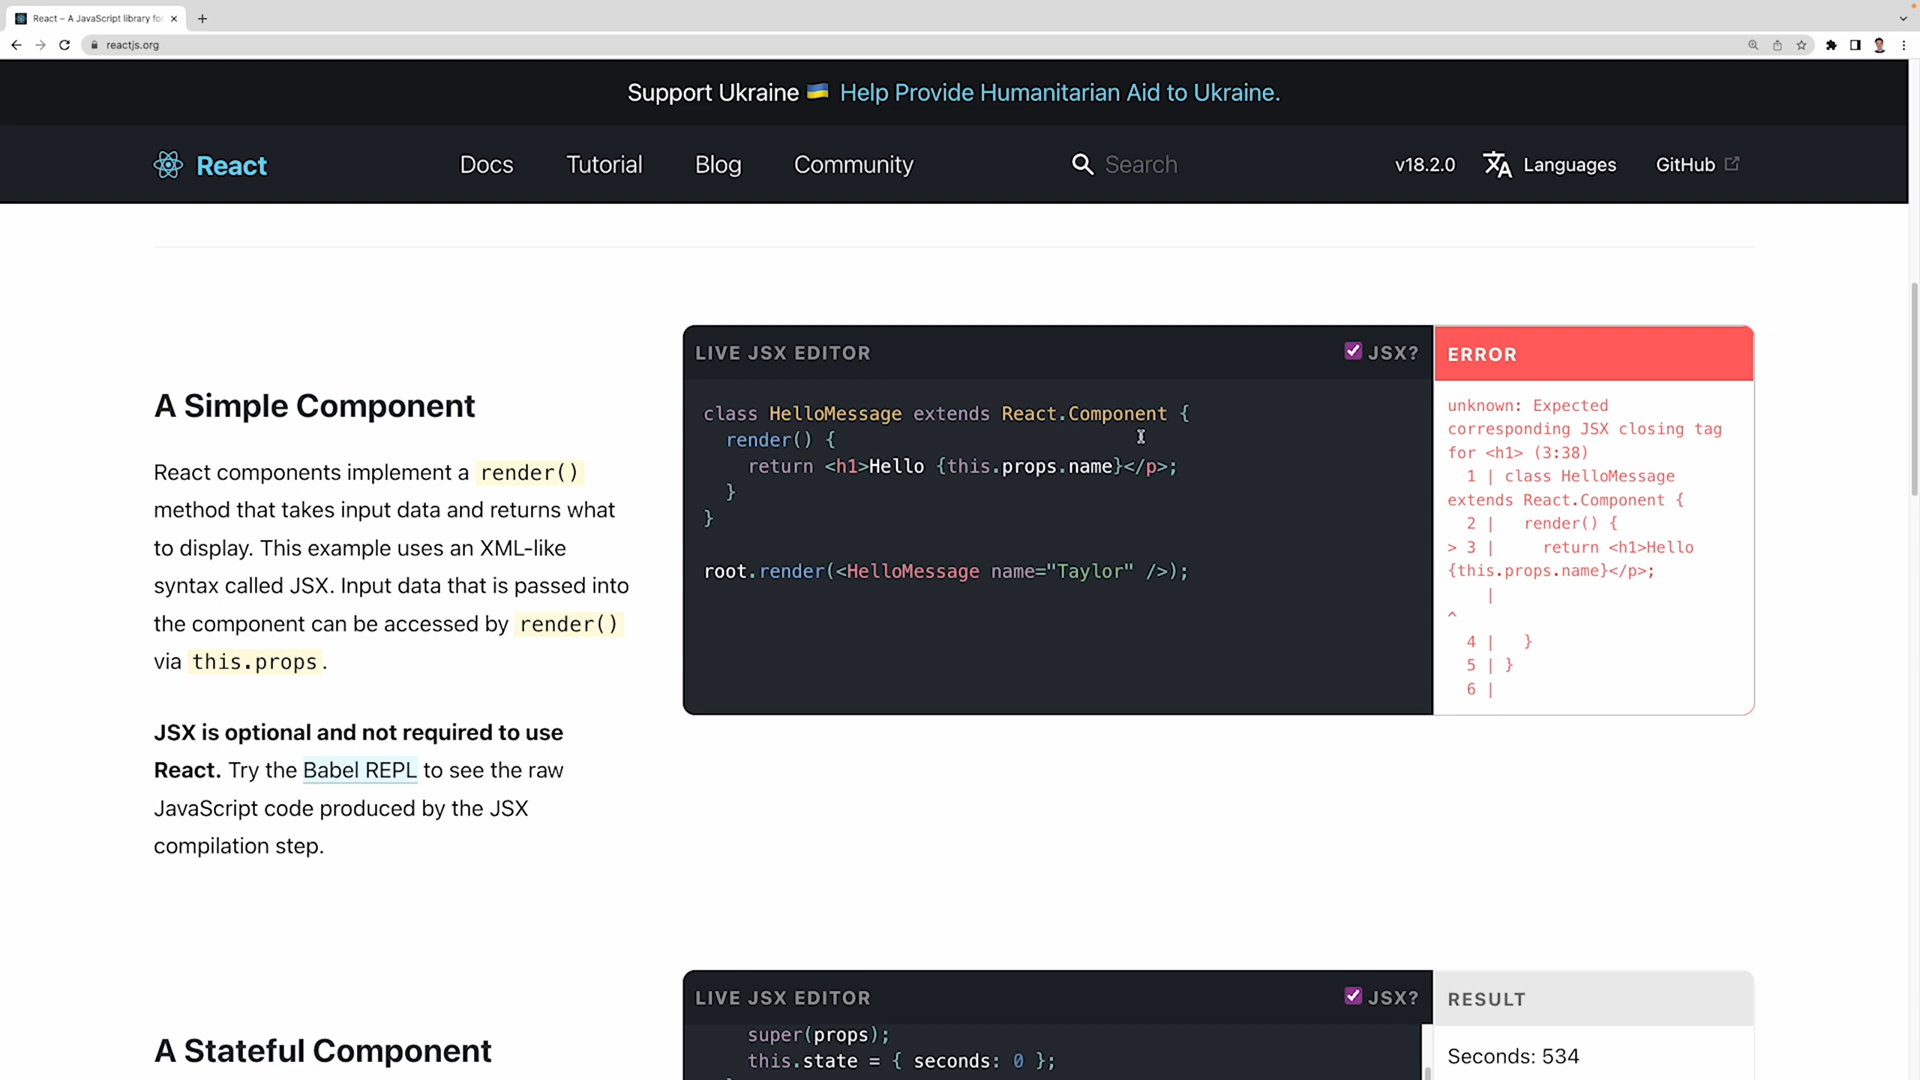 React – A JavaScript library fo
reactjs.org
Support Ukraine 🇺🇦 Help Provide Humanitarian Aid to Ukraine.
React
Docs
Tutorial
Blog
Community
Search
v18.2.0
Languages
GitHub
A Simple Component
React components implement a render()
method that takes input data and returns what
to display. This example uses an XML-like
syntax called JSX. Input data that is passed into
the component can be accessed by render()
via this.props.
JSX is optional and not required to use
React. Try the Babel REPL to see the raw
JavaScript code produced by the JSX
compilation step.
LIVE JSX EDITOR
JSX?
class HelloMessage extends React.Component {
  render() {
    return <h1>Hello {this.props.name}</p>;
  }
}
root.render(<HelloMessage name="Taylor" />);
ERROR
unknown: Expected
corresponding JSX closing tag
for <h1> (3:38)
  1 | class HelloMessage
extends React.Component {
  2 |   render() {
> 3 |     return <h1>Hello
{this.props.name}</p>;
    |
^
  4 |   }
  5 | }
  6 |
A Stateful Component
LIVE JSX EDITOR
JSX?
super(props);
this.state = { seconds: 0 };
RESULT
Seconds: 534